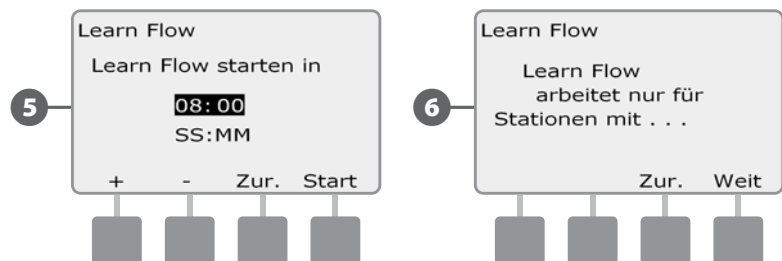 5
Learn Flow
Learn Flow starten in
08:00
SS:MM
+ - Zur. Start
6
Learn Flow
Learn Flow
arbeitet nur für
Stationen mit . . .
Zur. Weit